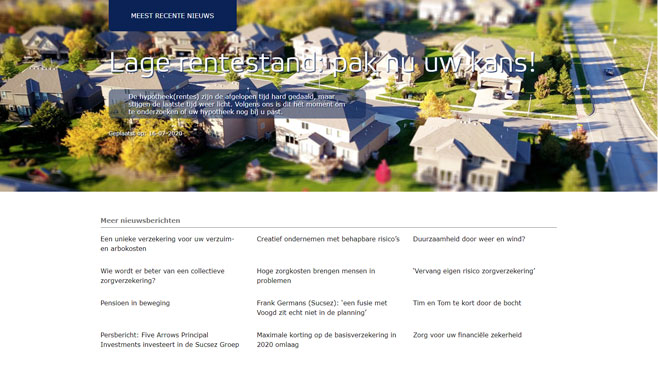 MEEST RECENTE NIEUWS
Lage rentestand: pak nu uw kans!
De hypotheek(rentes) zijn de afgelopen tijd hard gedaald, maar
stijgen de laatste tijd weer licht. Volgens ons is dit hét moment om
te onderzoeken of uw hypotheek nog bij u past.
Geplaatst op: 16-07-2020
Meer nieuwsberichten
Een unieke verzekering voor uw verzuim-
en arbokosten
Creatief ondernemen met behapbare risico's
Duurzaamheid door weer en wind?
Wie wordt er beter van een collectieve
zorgverzekering?
Hoge zorgkosten brengen mensen in
problemen
'Vervang eigen risico zorgverzekering'
Pensioen in beweging
Frank Germans (Sucsez): 'een fusie met
Voogd zit echt niet in de planning'
Tim en Tom te kort door de bocht
Persbericht: Five Arrows Principal
Investments investeert in de Sucsez Groep
Maximale korting op de basisverzekering in
2020 omlaag
Zorg voor uw financiële zekerheid